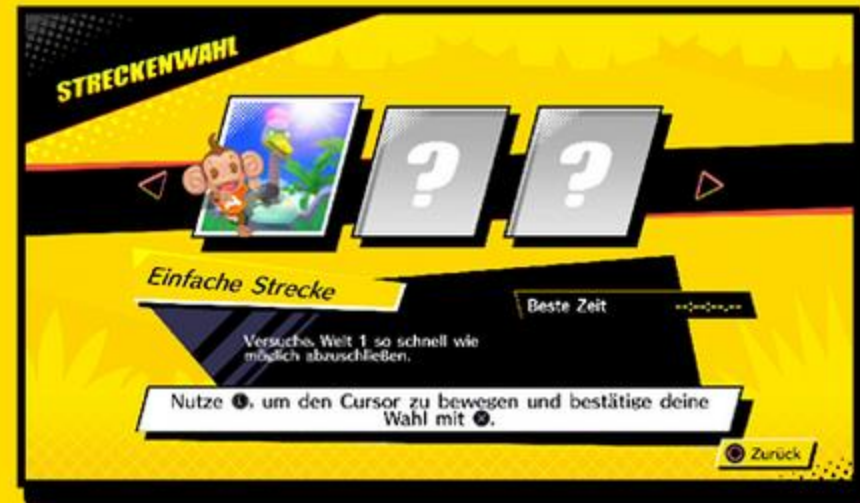 STRECKENWAHL
? ?
Einfache Strecke
Beste Zeit --:--.--
Versuche, Welt 1 so schnell wie
möglich abzuschließen.
Nutze L, um den Cursor zu bewegen und bestätige deine
Wahl mit ⊗.
Zurück